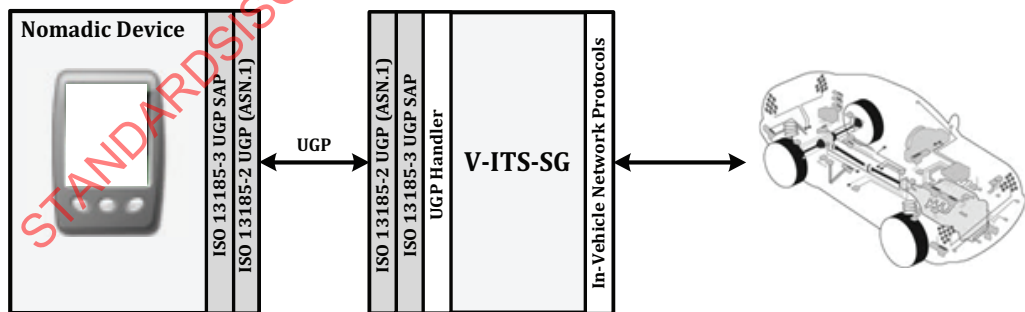 Nomadic Device
ISO 13185-3 UGP SAP
ISO 13185-2 UGP (ASN.1)
UGP
ISO 13185-2 UGP (ASN.1)
ISO 13185-3 UGP SAP
UGP Handler
V-ITS-SG
In-Vehicle Network Protocols
STANDARDSISO